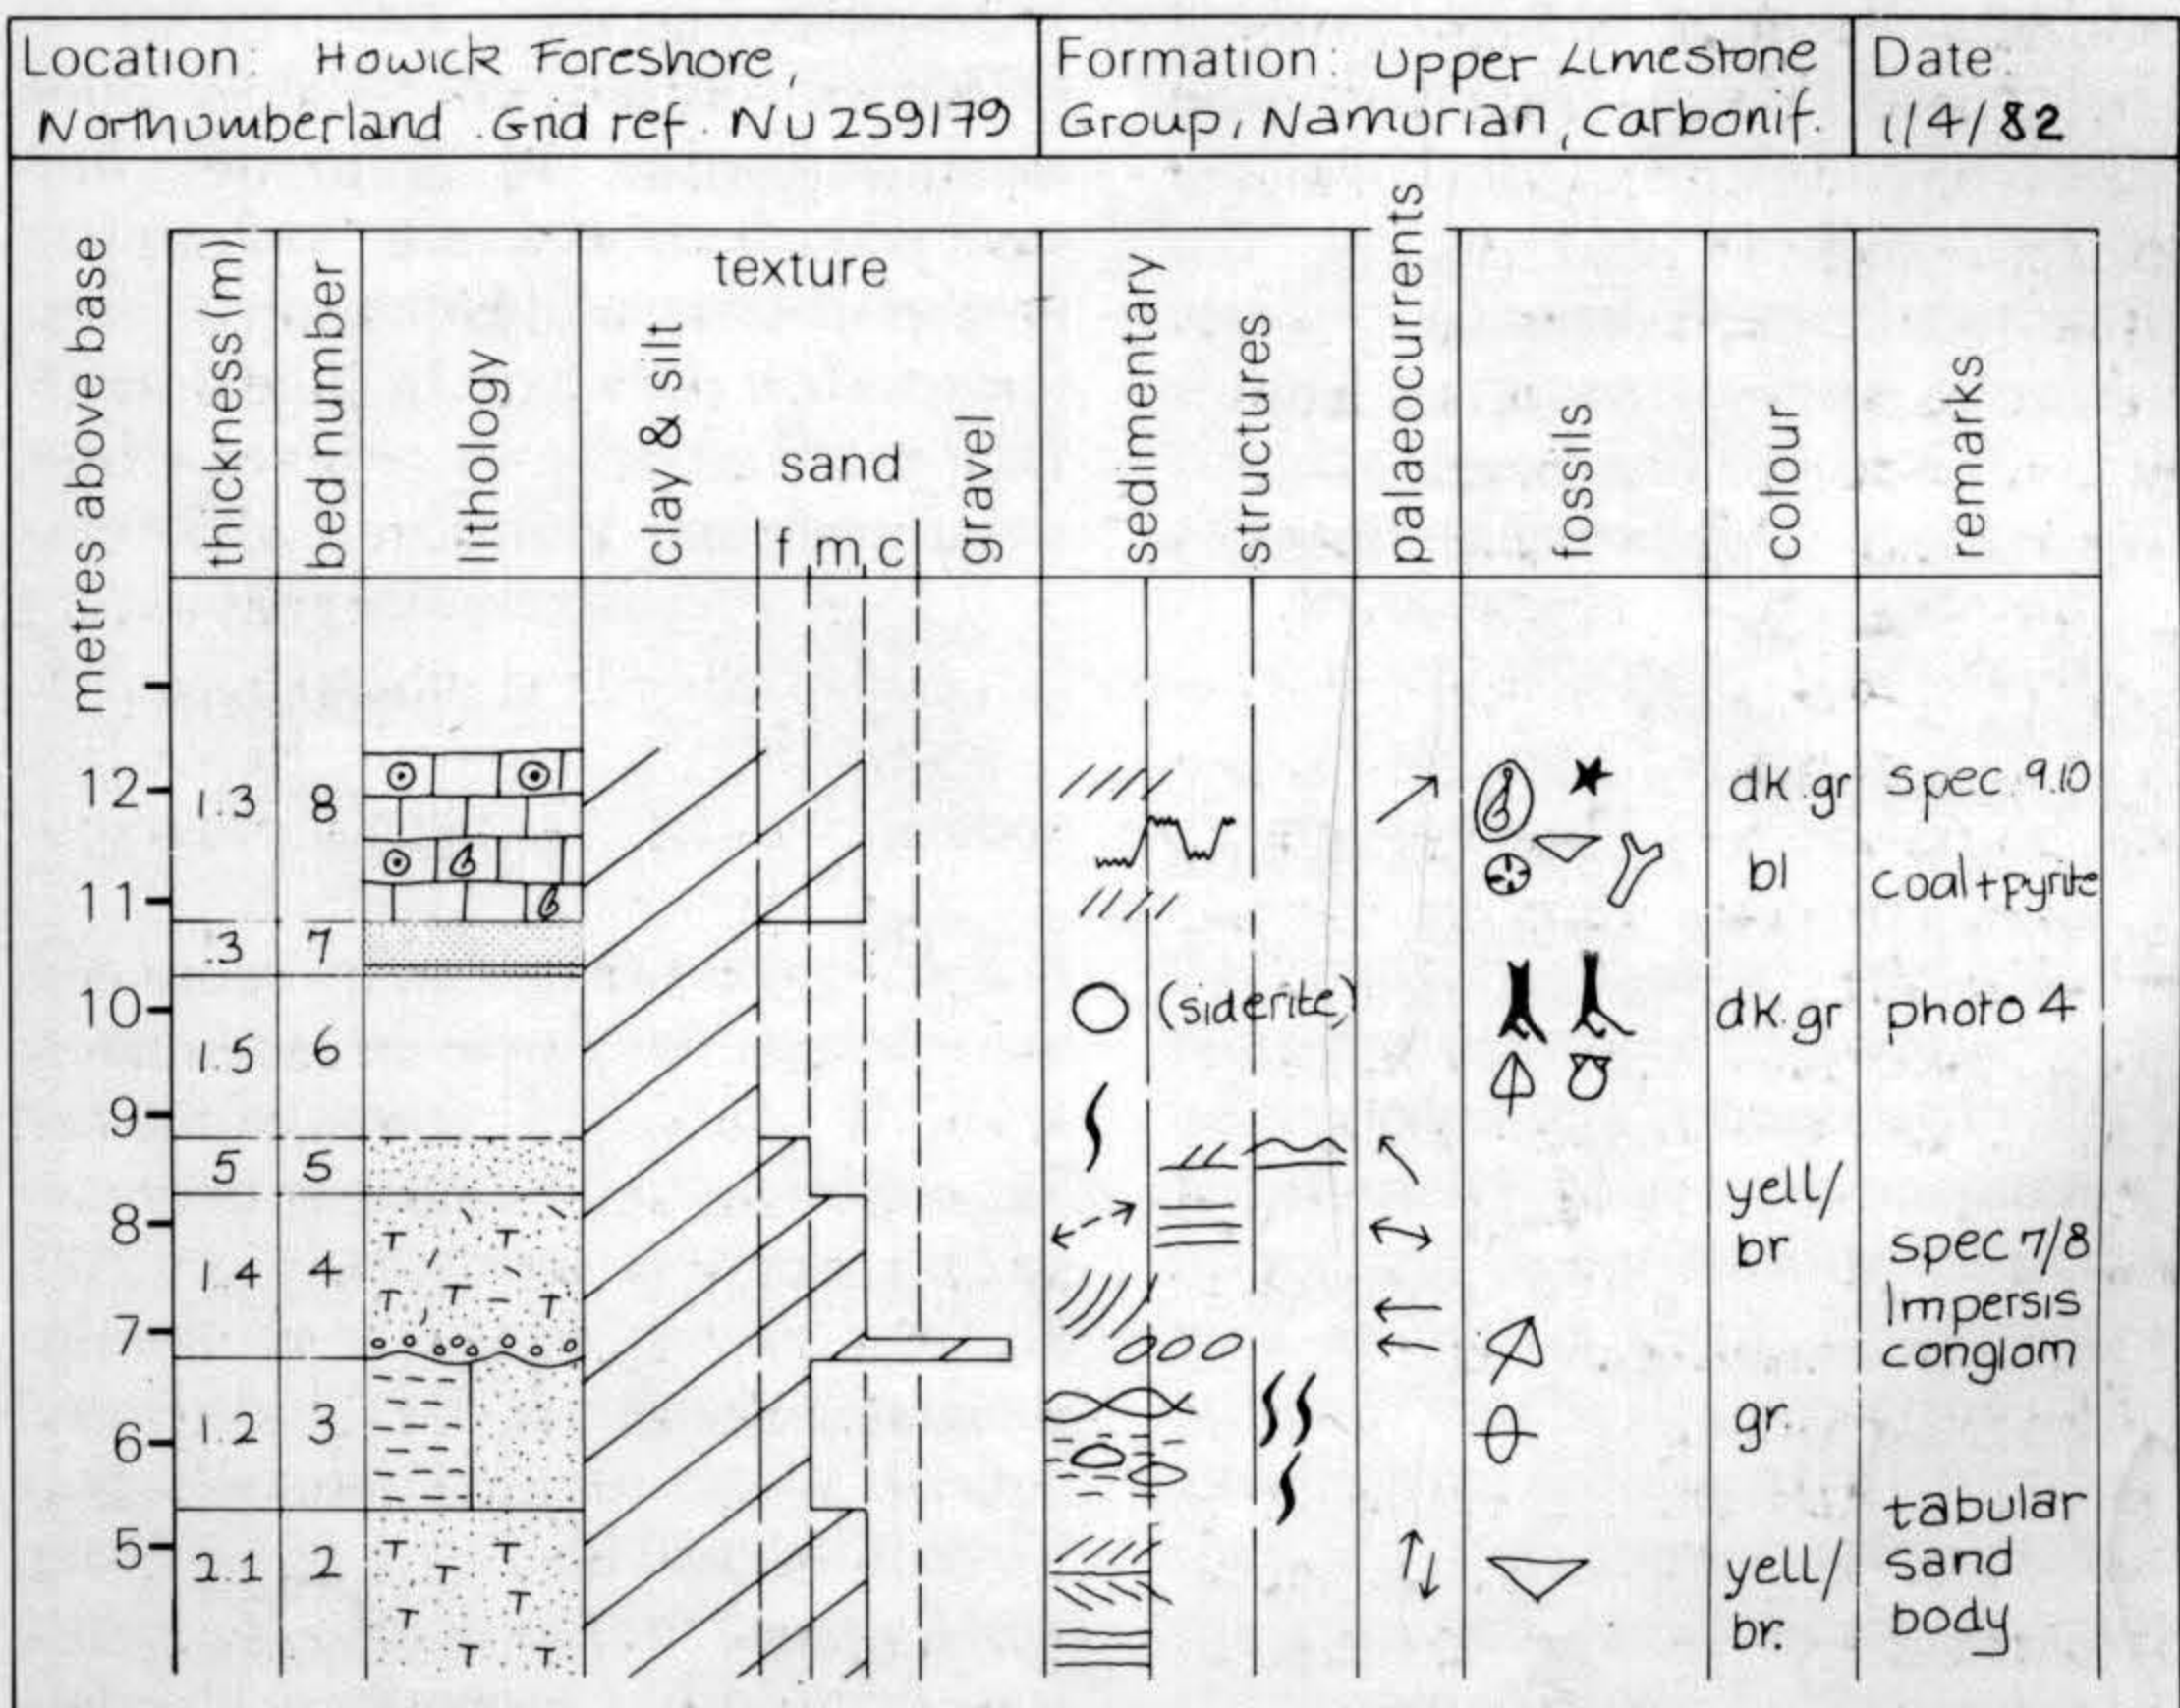 Location: Howick Foreshore,
Northumberland. Grid ref. NU 259179
Formation: Upper Limestone
Group, Namurian, Carbonif.
Date:
1/4/82
metres above base
thickness (m)
bed number
lithology
texture
clay & silt
sand
f m c
gravel
sedimentary
structures
palaeocurrents
fossils
colour
remarks
12
1.3 8
dk.gr spec. 9.10
11
bl coal+pyrite
.3 7
10
(siderite)
dk.gr photo 4
1.5 6
9
5 5
yell/
br
8
1.4 4
spec 7/8
Impersis
conglom
7
6
1.2 3
gr.
5
2.1 2
yell/
br.
tabular
sand
body
T T
T T T
T T
T
T T
T T